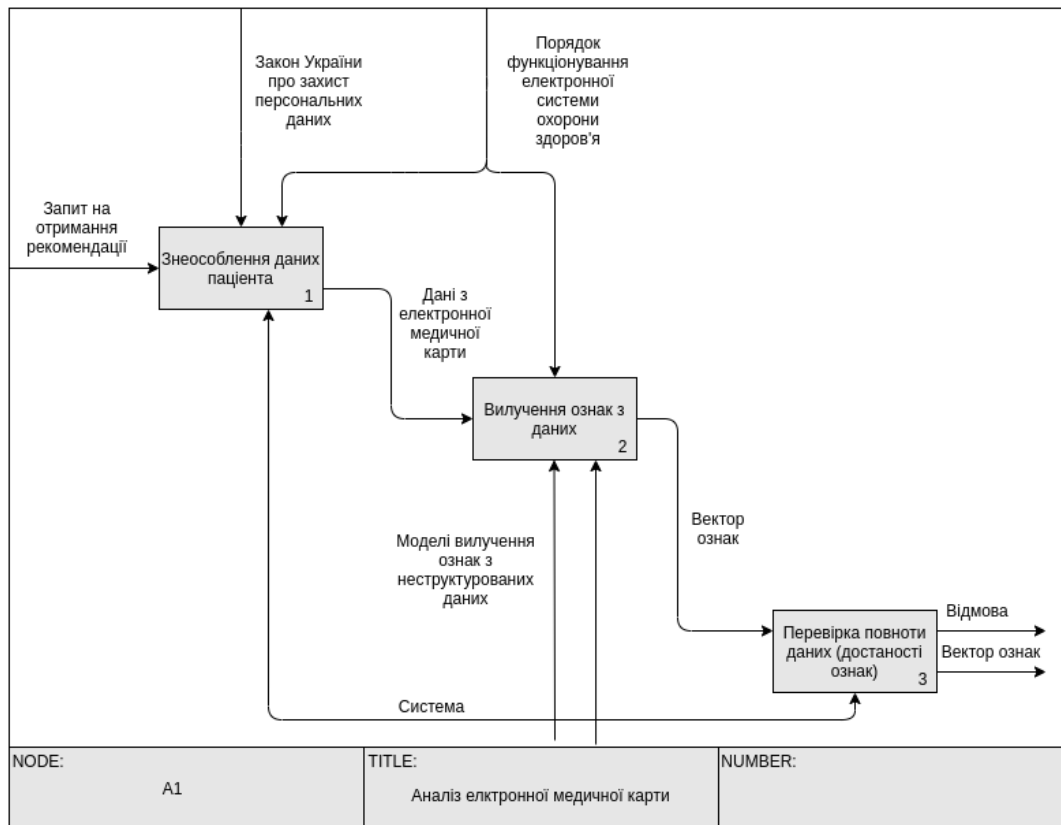 Закон України
про захист
персональних
даних
Порядок
функціонування
електронної
системи
охорони
здоров'я
Запит на
отримання
рекомендації
Знеособлення даних
пацієнта
1
Дані з
електронної
медичної
карти
Вилучення ознак з
даних
2
Моделі вилучення
ознак з
неструктурованих
даних
Вектор
ознак
Перевірка повноти
даних (достаності
ознак)
3
Відмова
Вектор ознак
Система
NODE:
A1
TITLE:
Аналіз елктронної медичної карти
NUMBER: